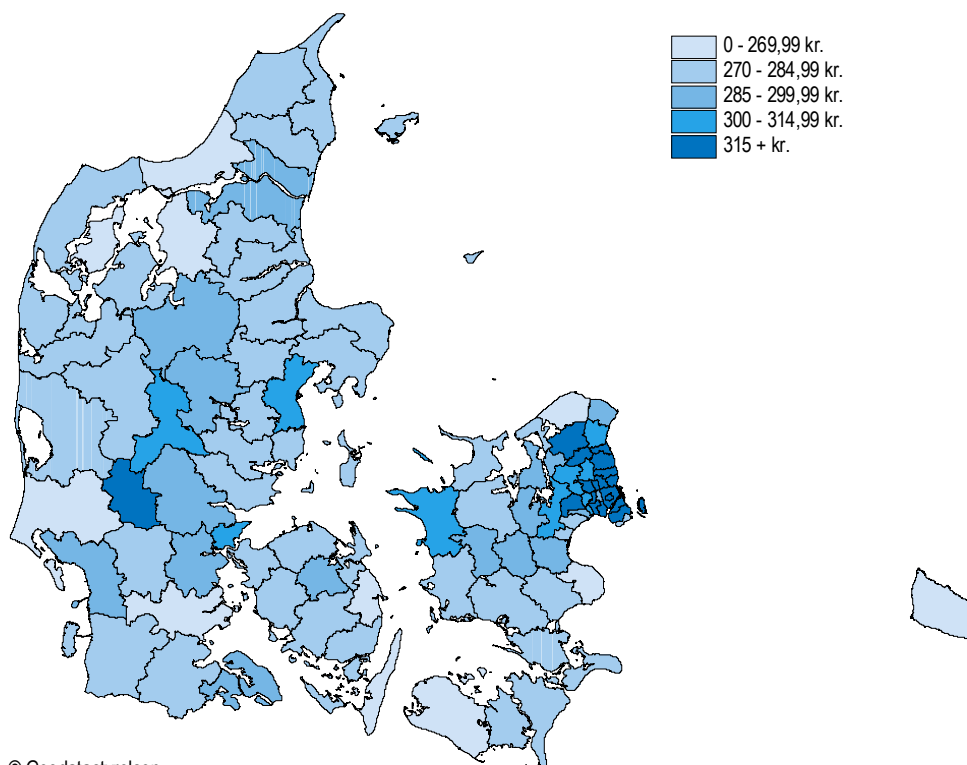 0 - 269,99 kr.
270 - 284,99 kr.
285 - 299,99 kr.
300 - 314,99 kr.
315 + kr.
©